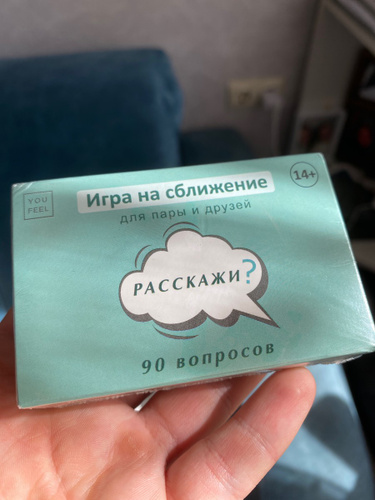 YOU
FEEL
Игра на сближение
14+
для пары и друзей
РАССКАЖИ?
90 вопросов